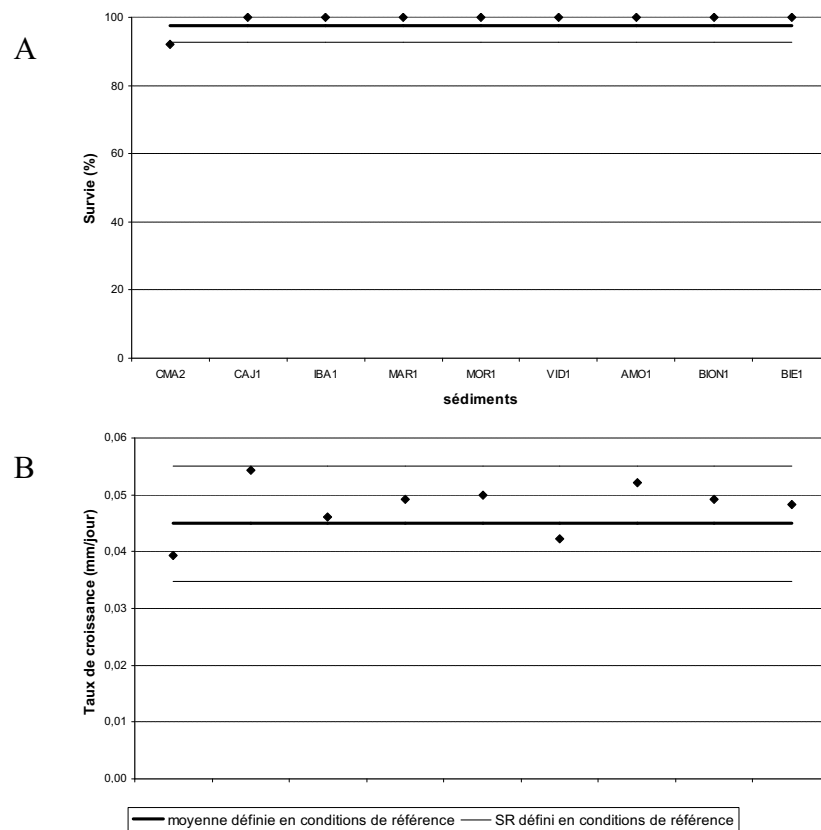 A
Survie (%)
100
80
60
40
20
0
CMA2 CAJ1 IBA1 MAR1 MOR1 VID1 AMO1 BION1 BIE1
sédiments
B
Taux de croissance (mm/jour)
0,06
0,05
0,04
0,03
0,02
0,01
0,00
moyenne définie en conditions de référence SR défini en conditions de référence